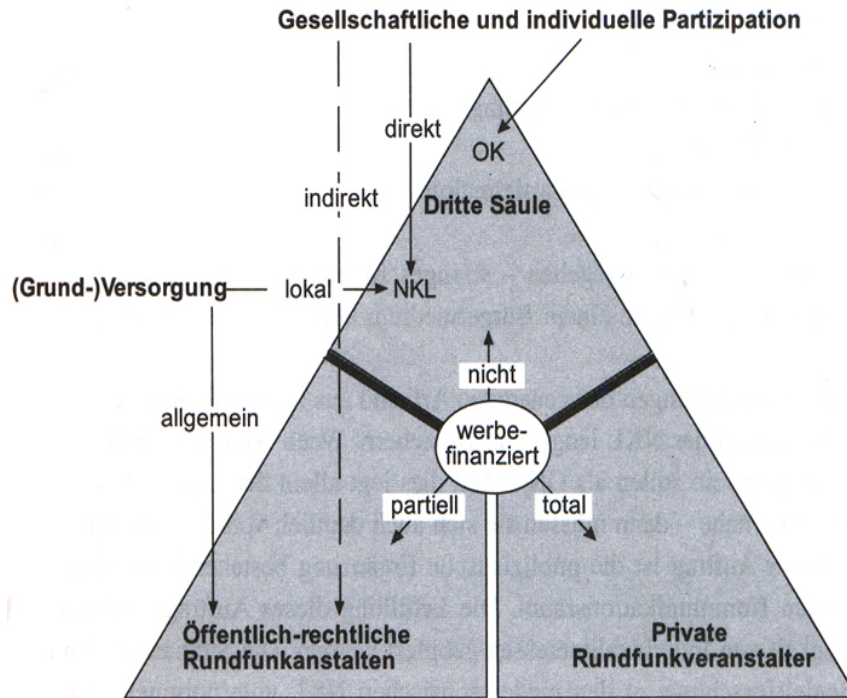 Gesellschaftliche und individuelle Partizipation
direkt
OK
indirekt
Dritte Säule
(Grund-)Versorgung
lokal
NKL
nicht
allgemein
werbe-
finanziert
partiell
total
Öffentlich-rechtliche
Rundfunkanstalten
Private
Rundfunkveranstalter